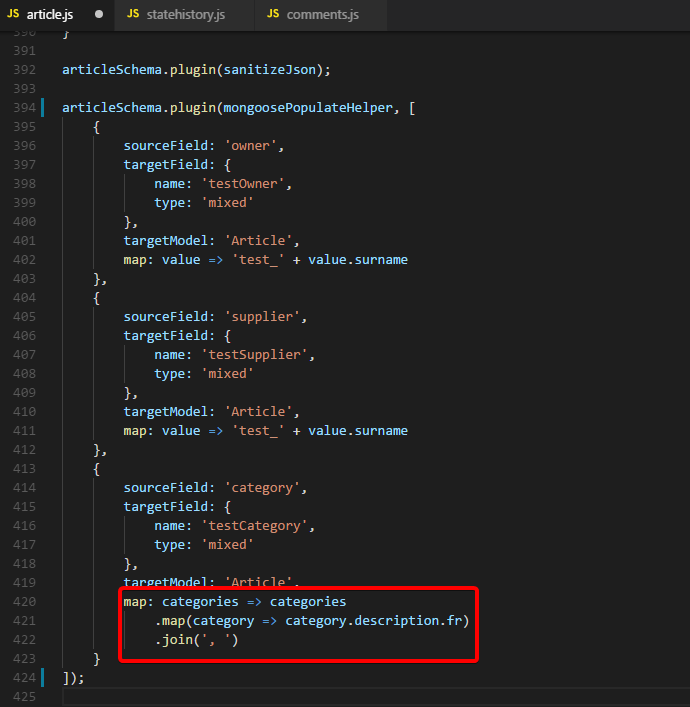 JS article.js ● JS statehistory.js JS comments.js
390 }
391
392 articleSchema.plugin(sanitizeJson);
393
394 articleSchema.plugin(mongoosePopulateHelper, [
395     {
396         sourceField: 'owner',
397         targetField: {
398             name: 'testOwner',
399             type: 'mixed'
400         },
401         targetModel: 'Article',
402         map: value => 'test_' + value.surname
403     },
404     {
405         sourceField: 'supplier',
406         targetField: {
407             name: 'testSupplier',
408             type: 'mixed'
409         },
410         targetModel: 'Article',
411         map: value => 'test_' + value.surname
412     },
413     {
414         sourceField: 'category',
415         targetField: {
416             name: 'testCategory',
417             type: 'mixed'
418         },
419         targetModel: 'Article',
420         map: categories => categories
421             .map(category => category.description.fr)
422             .join(', ')
423     }
424 ]);
425